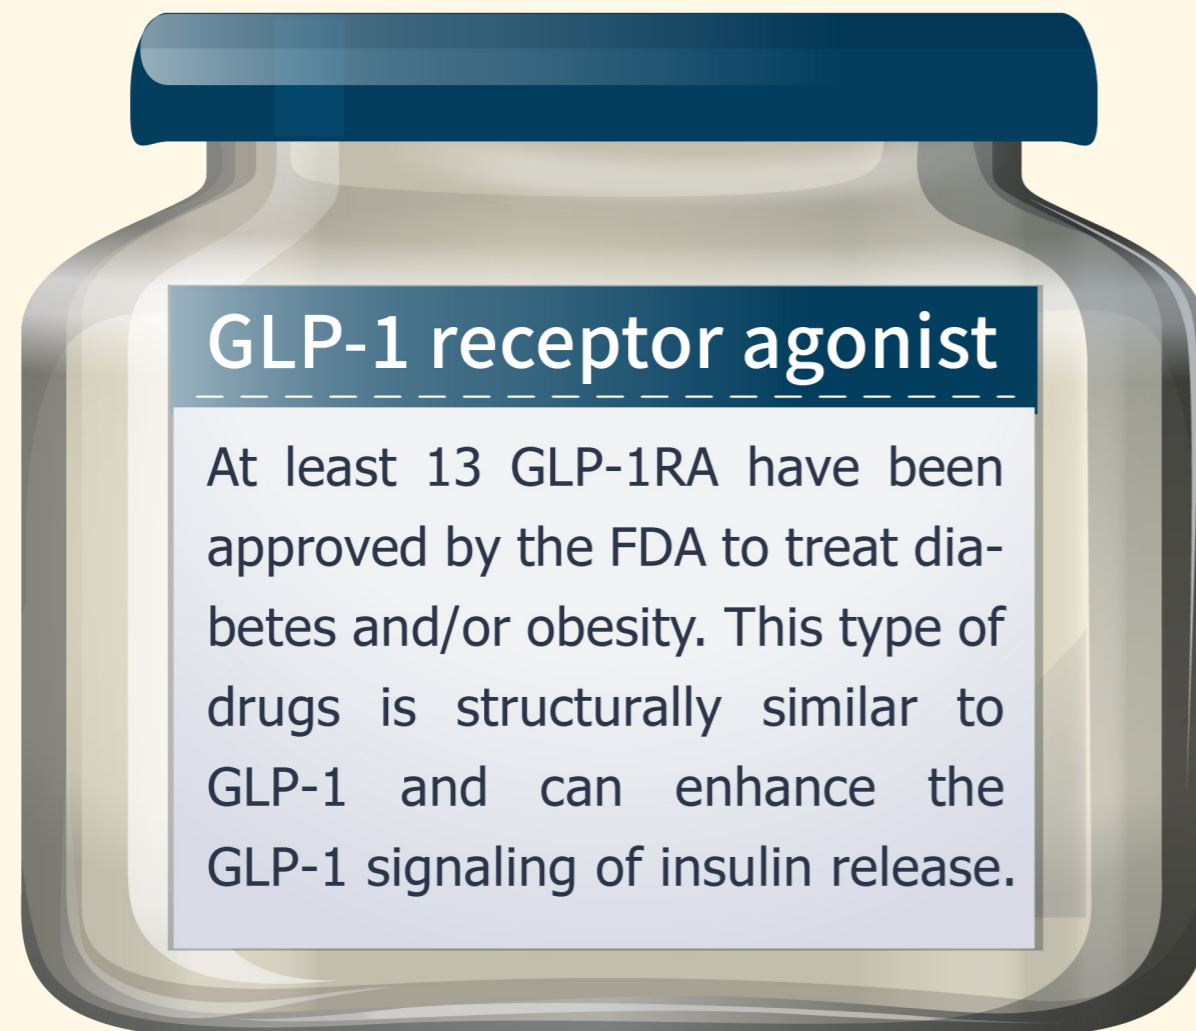 GLP-1 receptor agonist
At least 13 GLP-1RA have been
approved by the FDA to treat dia-
betes and/or obesity. This type of
drugs is structurally similar to
GLP-1 and can enhance the
GLP-1 signaling of insulin release.